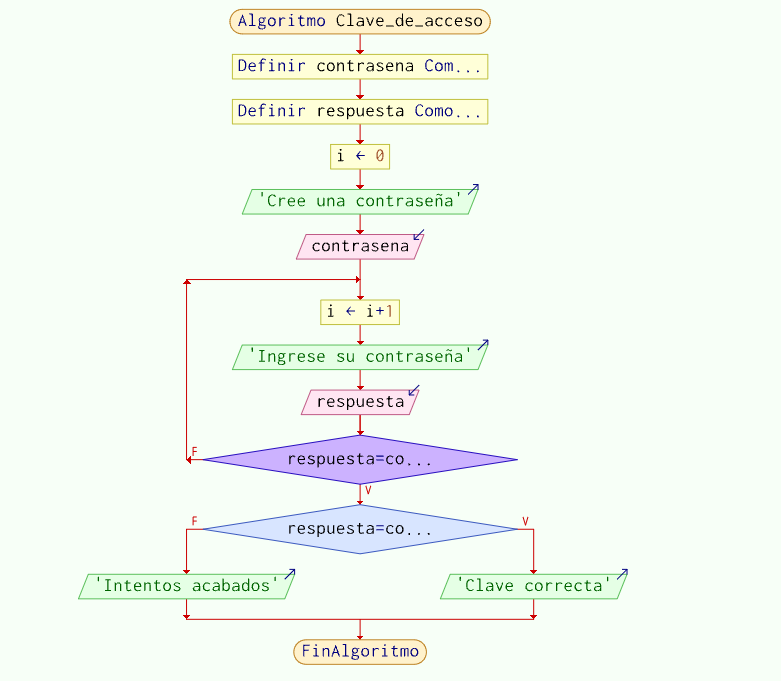 Algoritmo Clave_de_acceso
Definir contrasena Com...
Definir respuesta Como...
i ← 0
'Cree una contraseña'
contrasena
i ← i+1
'Ingrese su contraseña'
respuesta
F
respuesta=co...
V
F
respuesta=co...
V
'Intentos acabados'
'Clave correcta'
FinAlgoritmo